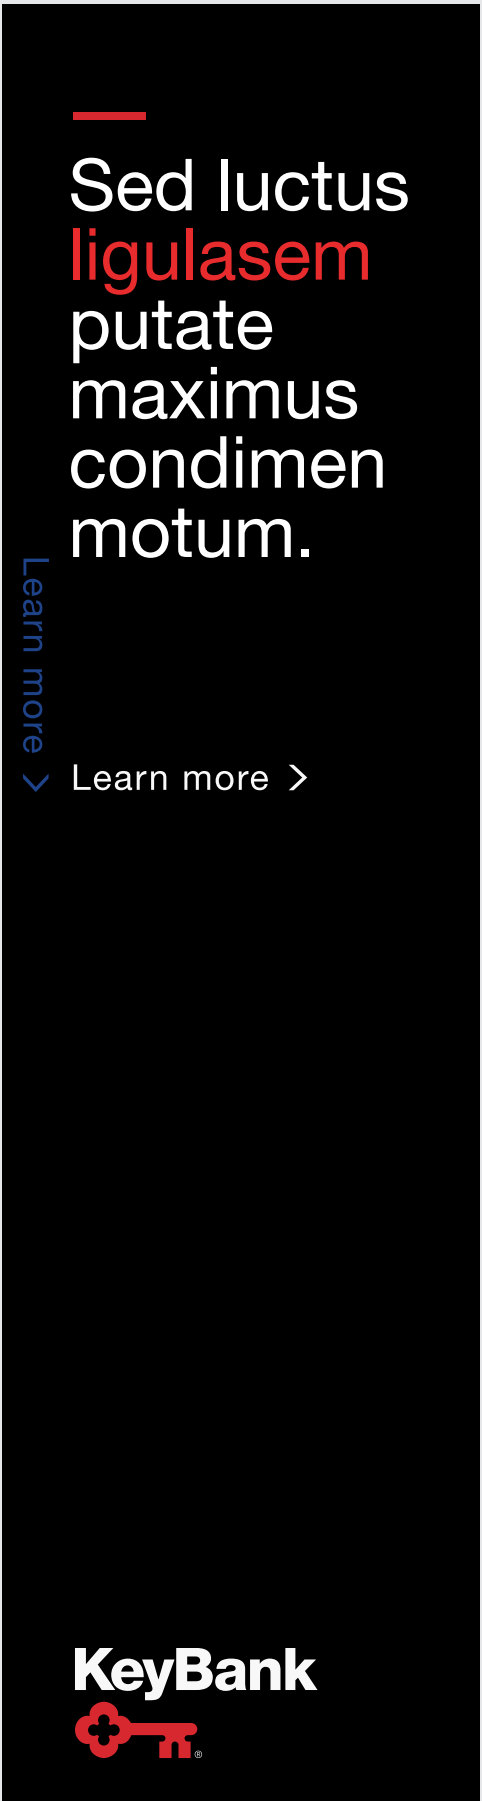 Sed luctus
ligulasem
putate
maximus
condimen
motum.
Learn more
Learn more >
KeyBank
®